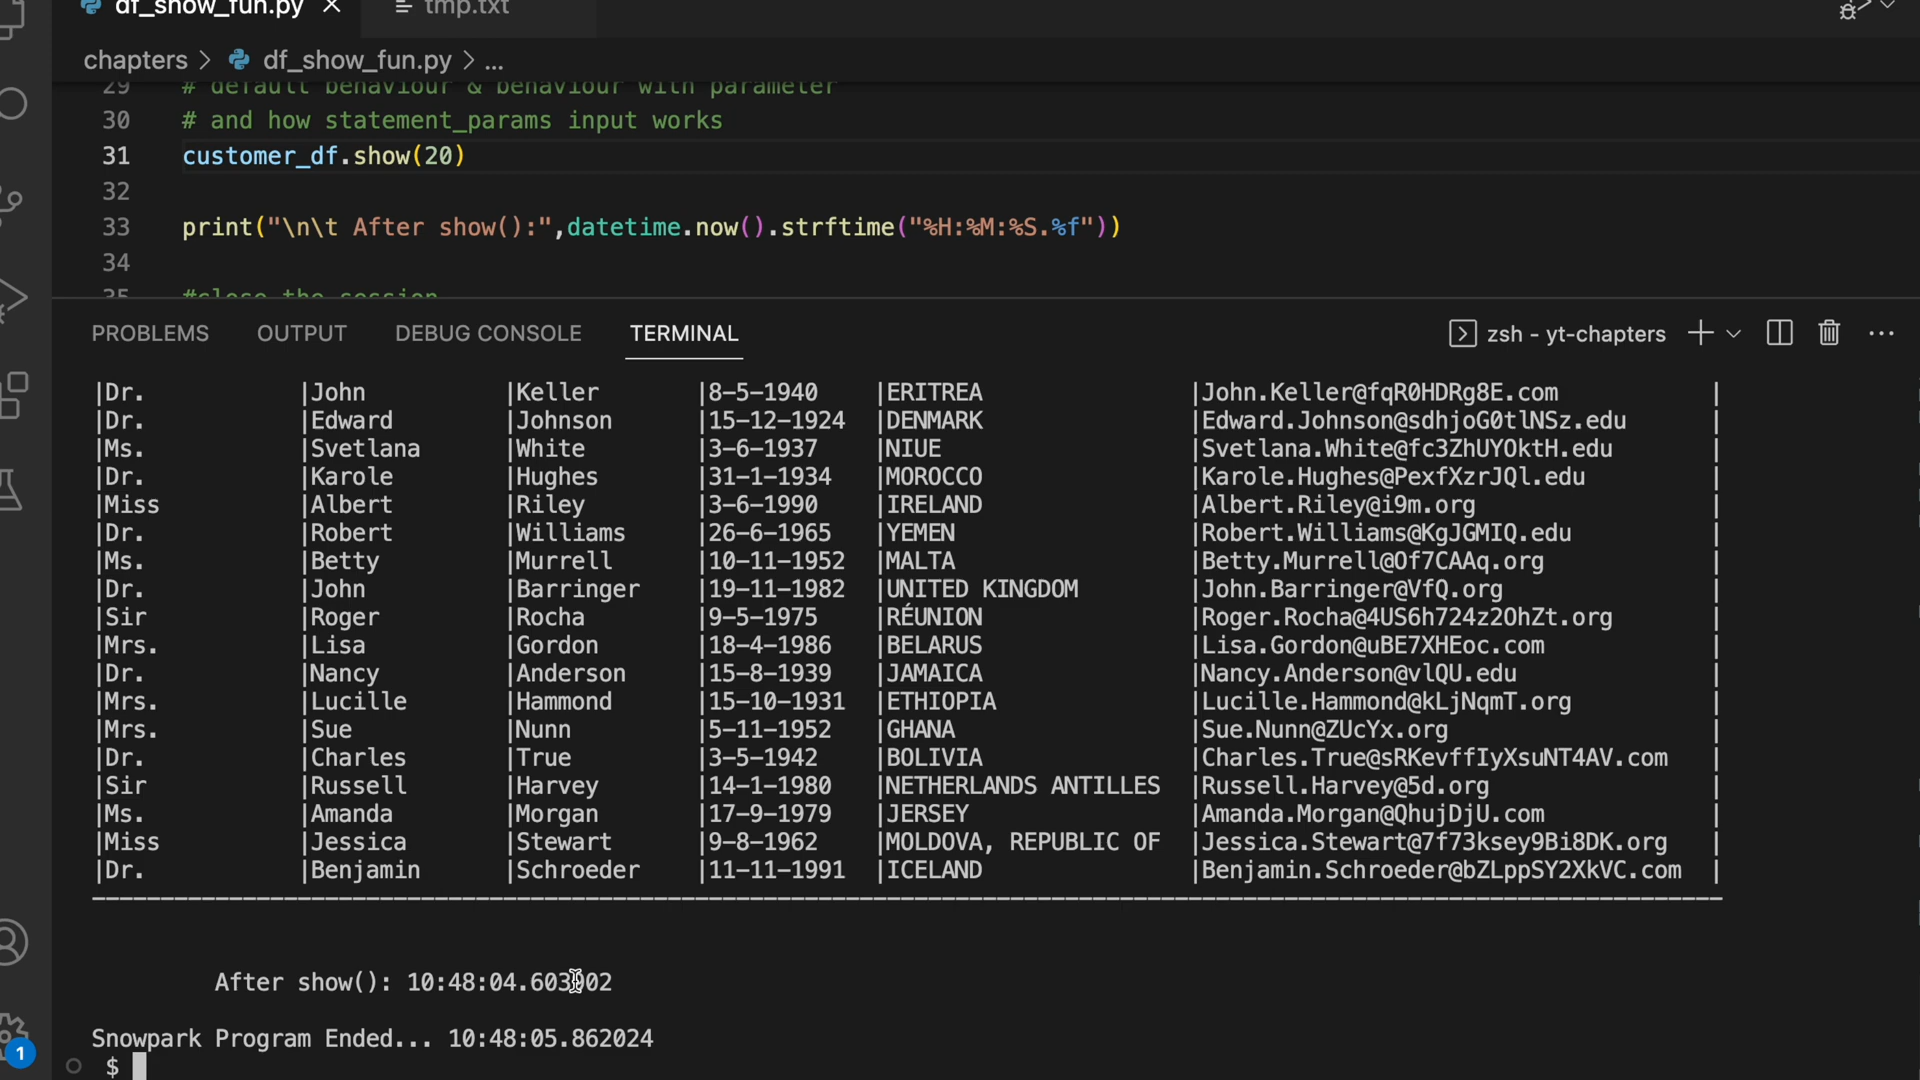 df_show_fun.py tmp.txt
chapters > df_show_fun.py > ...
29 # default behaviour & behaviour with parameter
30 # and how statement_params input works
31 customer_df.show(20)
32
33 print("\n\t After show():",datetime.now().strftime("%H:%M:%S.%f"))
34
35 #close the session
PROBLEMS OUTPUT DEBUG CONSOLE TERMINAL zsh - yt-chapters
|Dr. |John |Keller |8-5-1940 |ERITREA |John.Keller@fqR0HDRg8E.com |
|Dr. |Edward |Johnson |15-12-1924 |DENMARK |Edward.Johnson@sdhjoG0tlNSz.edu |
|Ms. |Svetlana |White |3-6-1937 |NIUE |Svetlana.White@fc3ZhUYOktH.edu |
|Dr. |Karole |Hughes |31-1-1934 |MOROCCO |Karole.Hughes@PexfXzrJQl.edu |
|Miss |Albert |Riley |3-6-1990 |IRELAND |Albert.Riley@i9m.org |
|Dr. |Robert |Williams |26-6-1965 |YEMEN |Robert.Williams@KgJGMIQ.edu |
|Ms. |Betty |Murrell |10-11-1952 |MALTA |Betty.Murrell@Of7CAAq.org |
|Dr. |John |Barringer |19-11-1982 |UNITED KINGDOM |John.Barringer@VfQ.org |
|Sir |Roger |Rocha |9-5-1975 |RÉUNION |Roger.Rocha@4US6h724z2OhZt.org |
|Mrs. |Lisa |Gordon |18-4-1986 |BELARUS |Lisa.Gordon@uBE7XHEoc.com |
|Dr. |Nancy |Anderson |15-8-1939 |JAMAICA |Nancy.Anderson@vlQU.edu |
|Mrs. |Lucille |Hammond |15-10-1931 |ETHIOPIA |Lucille.Hammond@kLjNqmT.org |
|Mrs. |Sue |Nunn |5-11-1952 |GHANA |Sue.Nunn@ZUcYx.org |
|Dr. |Charles |True |3-5-1942 |BOLIVIA |Charles.True@sRKevffIyXsuNT4AV.com |
|Sir |Russell |Harvey |14-1-1980 |NETHERLANDS ANTILLES |Russell.Harvey@5d.org |
|Ms. |Amanda |Morgan |17-9-1979 |JERSEY |Amanda.Morgan@QhujDjU.com |
|Miss |Jessica |Stewart |9-8-1962 |MOLDOVA, REPUBLIC OF |Jessica.Stewart@7f73ksey9Bi8DK.org |
|Dr. |Benjamin |Schroeder |11-11-1991 |ICELAND |Benjamin.Schroeder@bZLppSY2XkVC.com |
After show():
Snowpark Program Ended... 10:48:05.862024
1
$